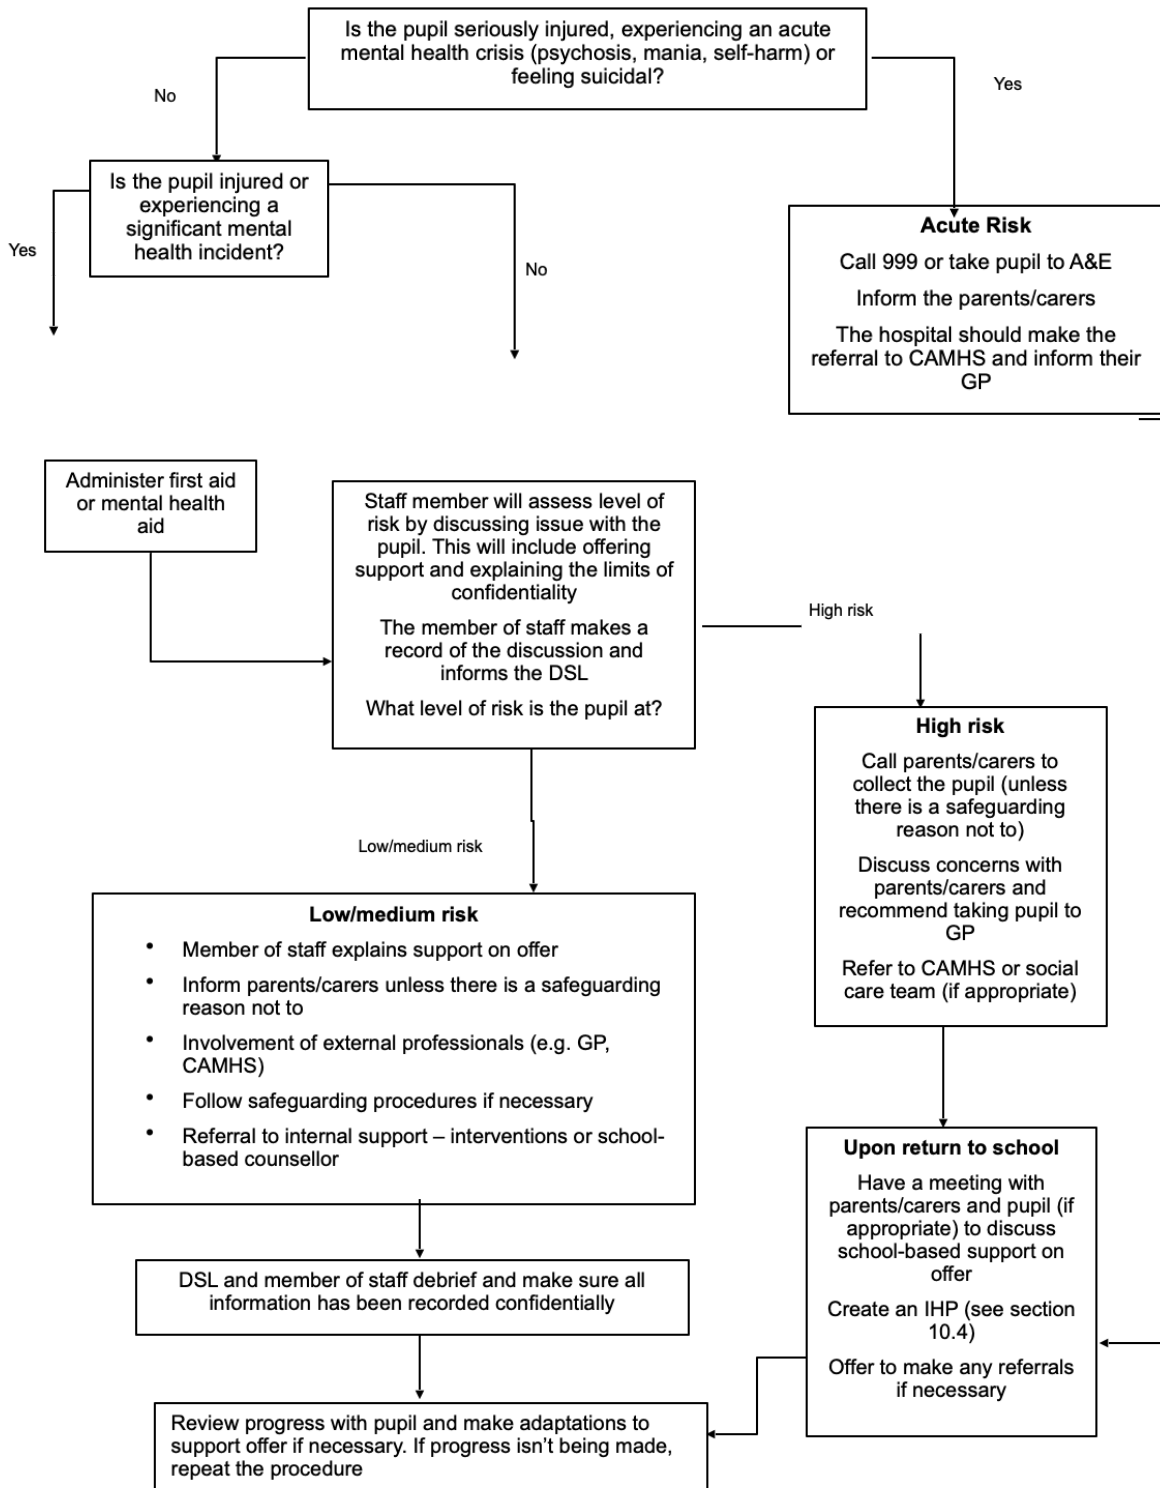 Is the pupil seriously injured, experiencing an acute
mental health crisis (psychosis, mania, self-harm) or
feeling suicidal?
No
Yes
Is the pupil injured or
experiencing a
significant mental
health incident?
Yes
No
Acute Risk
Call 999 or take pupil to A&E
Inform the parents/carers
The hospital should make the
referral to CAMHS and inform their
GP
Administer first aid
or mental health
aid
Staff member will assess level of
risk by discussing issue with the
pupil. This will include offering
support and explaining the limits of
confidentiality
The member of staff makes a
record of the discussion and
informs the DSL
What level of risk is the pupil at?
High risk
High risk
Call parents/carers to
collect the pupil (unless
there is a safeguarding
reason not to)
Discuss concerns with
parents/carers and
recommend taking pupil to
GP
Refer to CAMHS or social
care team (if appropriate)
Low/medium risk
Low/medium risk
• Member of staff explains support on offer
• Inform parents/carers unless there is a safeguarding
reason not to
• Involvement of external professionals (e.g. GP,
CAMHS)
• Follow safeguarding procedures if necessary
• Referral to internal support – interventions or school-
based counsellor
Upon return to school
Have a meeting with
parents/carers and pupil (if
appropriate) to discuss
school-based support on
offer
Create an IHP (see section
10.4)
Offer to make any referrals
if necessary
DSL and member of staff debrief and make sure all
information has been recorded confidentially
Review progress with pupil and make adaptations to
support offer if necessary. If progress isn’t being made,
repeat the procedure